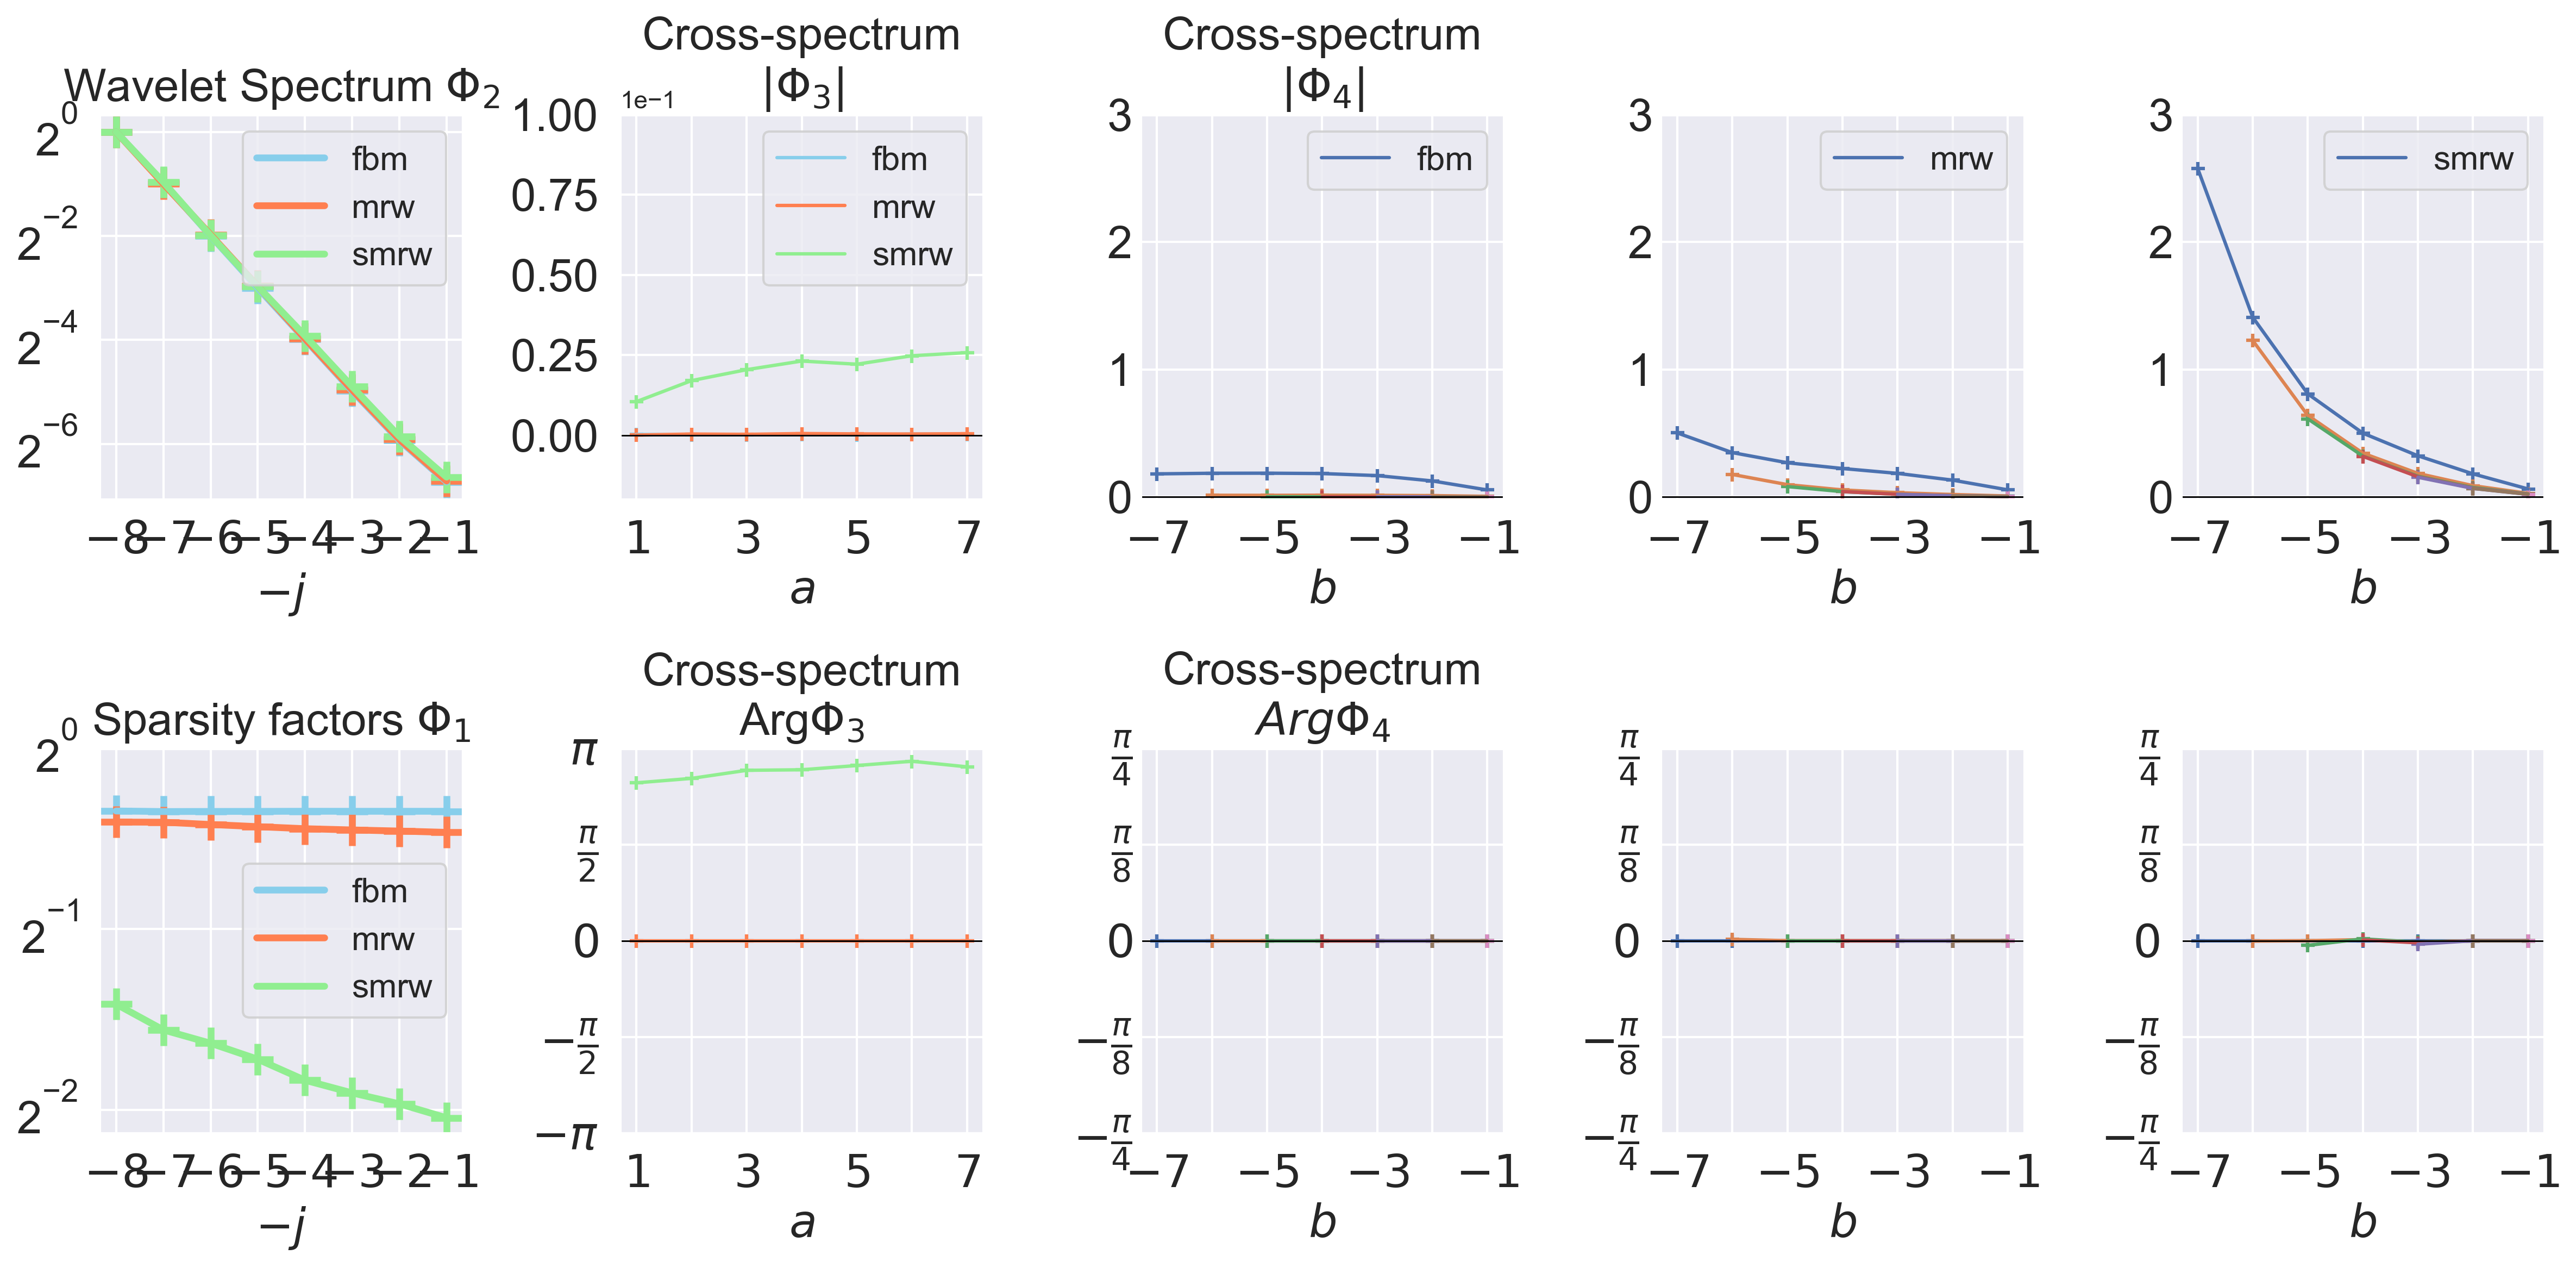 Wavelet Spectrum Φ₂
2⁰
2⁻²
2⁻⁴
2⁻⁶
fbm
mrw
smrw
−8 −7 −6 −5 −4 −3 −2 −1
−j
Cross-spectrum
|Φ₃|
1e−1
1.00
0.75
0.50
0.25
0.00
fbm
mrw
smrw
1 3 5 7
a
Cross-spectrum
|Φ₄|
3
2
1
0
fbm
−7 −5 −3 −1
b
3
2
1
0
mrw
−7 −5 −3 −1
b
3
2
1
0
smrw
−7 −5 −3 −1
b
Sparsity factors Φ₁
2⁰
2⁻¹
2⁻²
fbm
mrw
smrw
−8 −7 −6 −5 −4 −3 −2 −1
−j
Cross-spectrum
ArgΦ₃
π
π/2
0
−π/2
−π
1 3 5 7
a
Cross-spectrum
ArgΦ₄
π/4
π/8
0
−π/8
−π/4
−7 −5 −3 −1
b
π/4
π/8
0
−π/8
−π/4
−7 −5 −3 −1
b
π/4
π/8
0
−π/8
−π/4
−7 −5 −3 −1
b